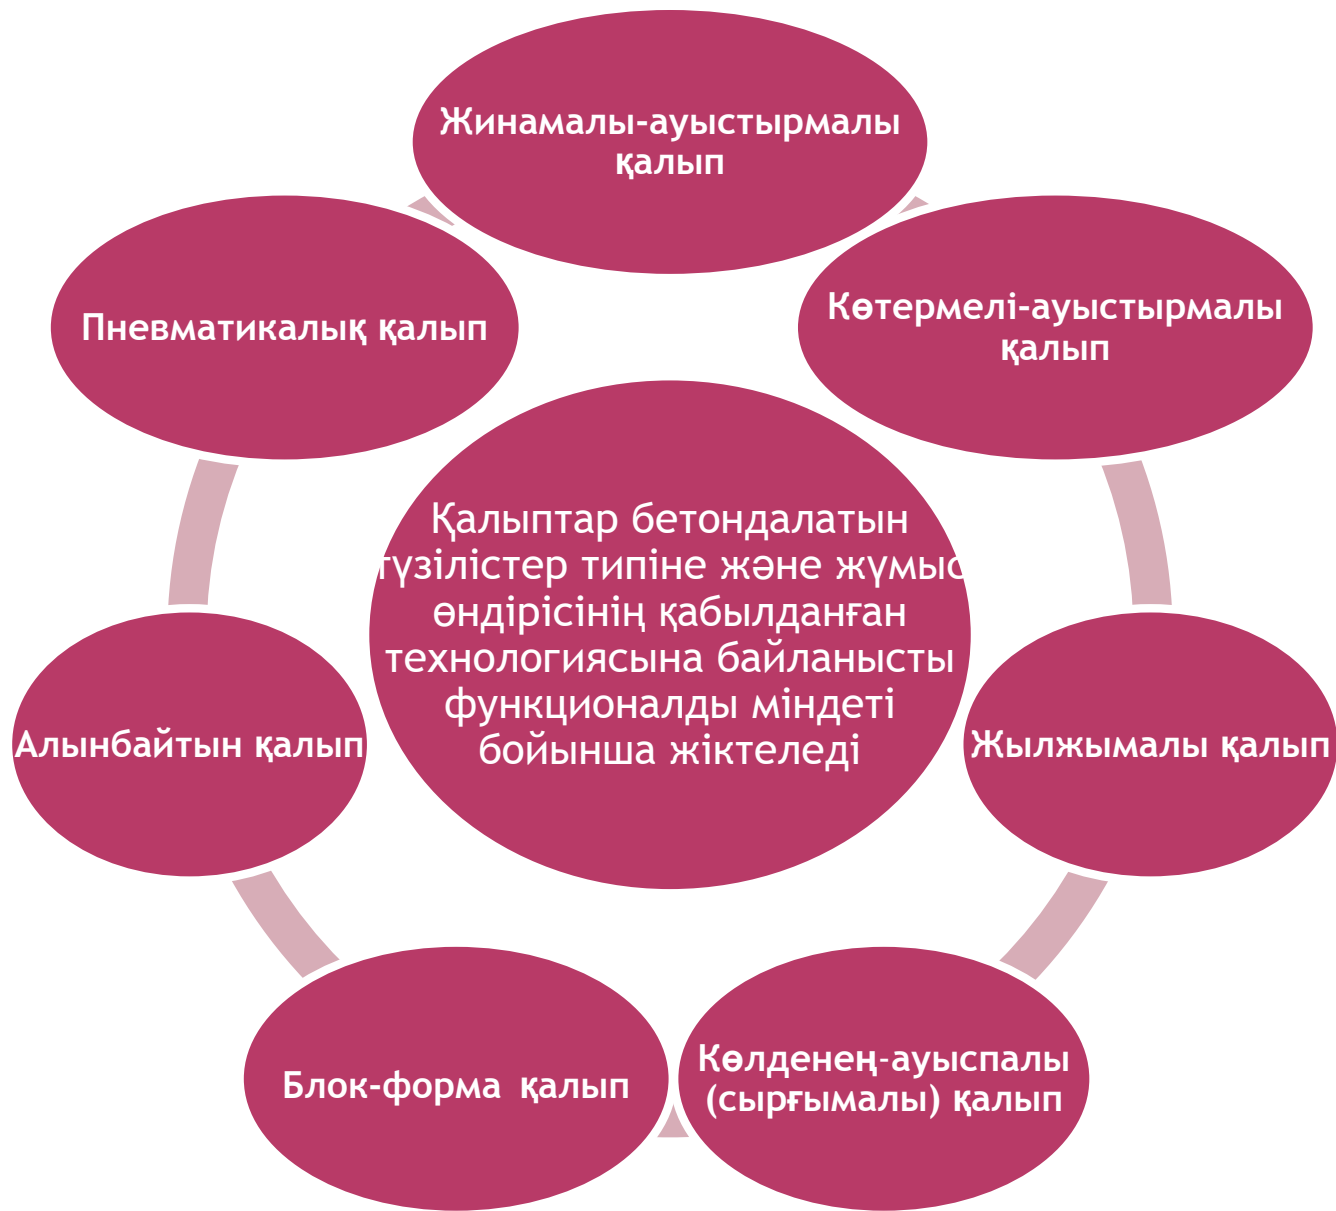 Жинамалы-ауыстырмалы
қалып
Көтермелі-ауыстырмалы
қалып
Жылжымалы қалып
Көлденең-ауыспалы
(сырғымалы) қалып
Блок-форма қалып
Алынбайтын қалып
Пневматикалық қалып
Қалыптар бетондалатын
түзілістер типіне және жұмыс
өндірісінің қабылданған
технологиясына байланысты
функционалды міндеті
бойынша жіктеледі